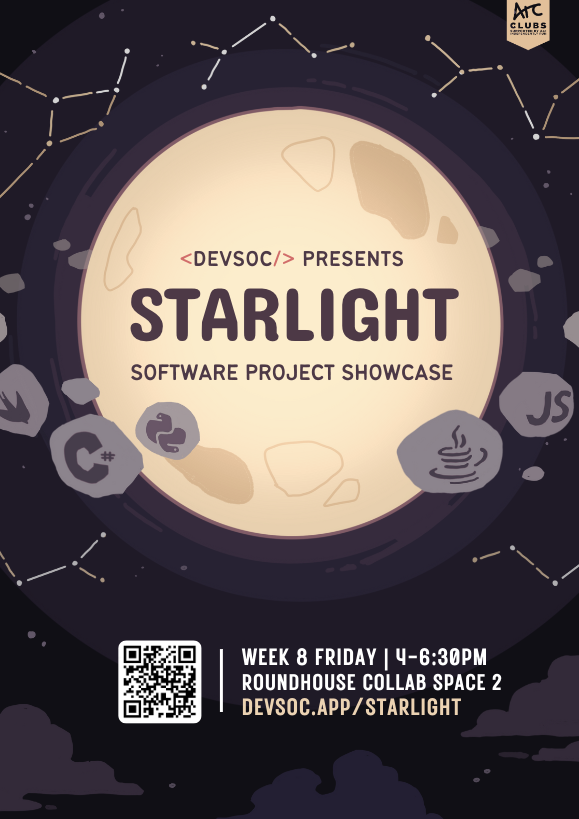 Arc
CLUBS
<DEVSOC/> PRESENTS
STARLIGHT
SOFTWARE PROJECT SHOWCASE
C#
JS
WEEK 8 FRIDAY | 4-6:30PM
ROUNDHOUSE COLLAB SPACE 2
DEVSOC.APP/STARLIGHT